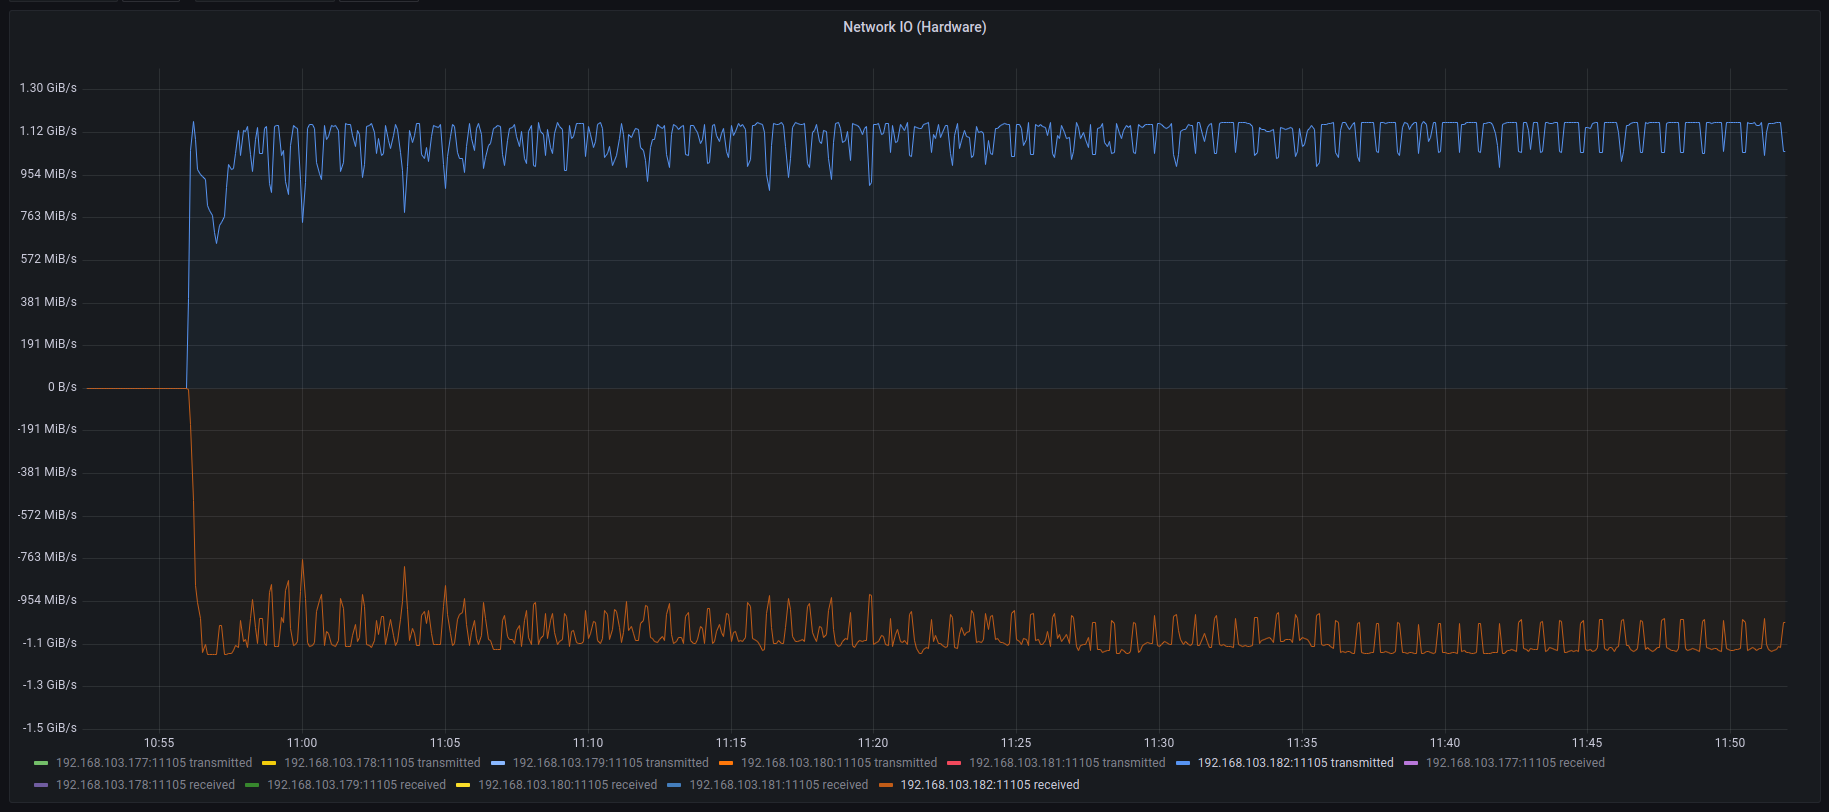 Network IO (Hardware)
1.30 GiB/s
1.12 GiB/s
954 MiB/s
763 MiB/s
572 MiB/s
381 MiB/s
191 MiB/s
0 B/s
-191 MiB/s
-381 MiB/s
-572 MiB/s
-763 MiB/s
-954 MiB/s
-1.1 GiB/s
-1.3 GiB/s
-1.5 GiB/s
10:55 11:00 11:05 11:10 11:15 11:20 11:25 11:30 11:35 11:40 11:45 11:50
192.168.103.177:11105 transmitted 192.168.103.178:11105 transmitted 192.168.103.179:11105 transmitted 192.168.103.180:11105 transmitted 192.168.103.181:11105 transmitted 192.168.103.182:11105 transmitted 192.168.103.177:11105 received
192.168.103.178:11105 received 192.168.103.179:11105 received 192.168.103.180:11105 received 192.168.103.181:11105 received 192.168.103.182:11105 received